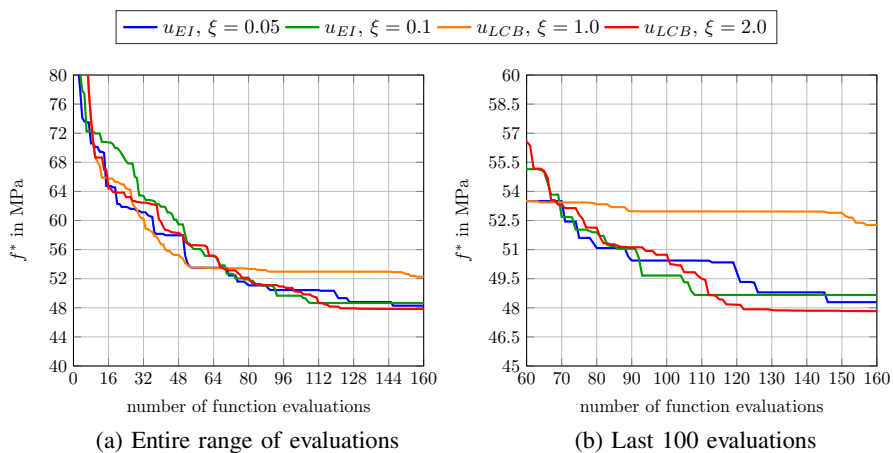 u_EI, ξ = 0.05 u_EI, ξ = 0.1 u_LCB, ξ = 1.0 u_LCB, ξ = 2.0
80
76
72
68
64
60
56
52
48
44
40
f* in MPa
0 16 32 48 64 80 96 112 128 144 160
number of function evaluations
(a) Entire range of evaluations
60
58.5
57
55.5
54
52.5
51
49.5
48
46.5
45
f* in MPa
60 70 80 90 100 110 120 130 140 150 160
number of function evaluations
(b) Last 100 evaluations